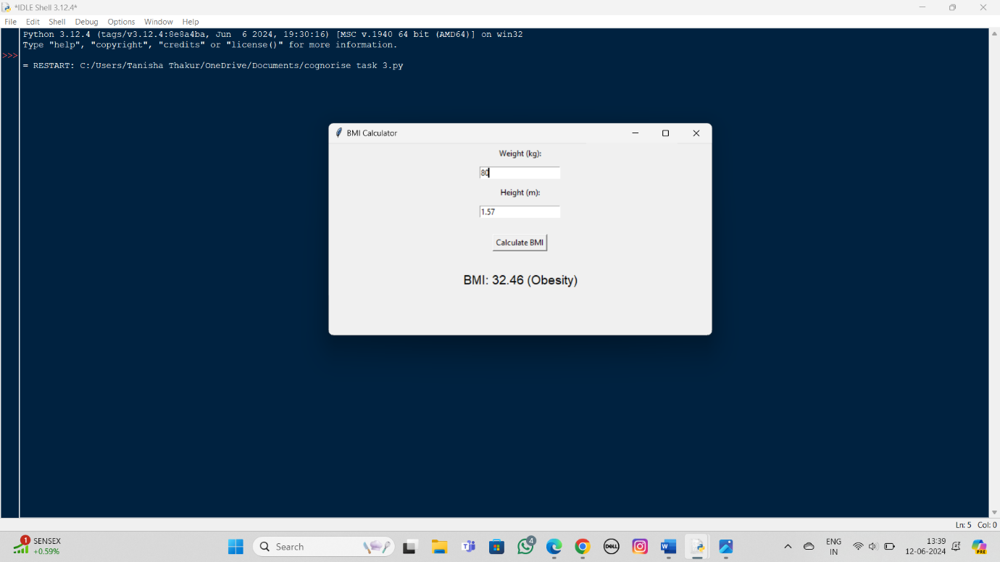 *IDLE Shell 3.12.4*
File Edit Shell Debug Options Window Help
Python 3.12.4 (tags/v3.12.4:8e8a4ba, Jun  6 2024, 19:30:16) [MSC v.1940 64 bit (AMD64)] on win32
Type "help", "copyright", "credits" or "license()" for more information.
>>>
= RESTART: C:/Users/Tanisha Thakur/OneDrive/Documents/cognorise task 3.py
BMI Calculator
Weight (kg):
80
Height (m):
1.57
Calculate BMI
BMI: 32.46 (Obesity)
Ln: 5 Col: 0
1
SENSEX
+0.59%
Search
4
DELL
ENG
IN
13:39
12-06-2024
PRE